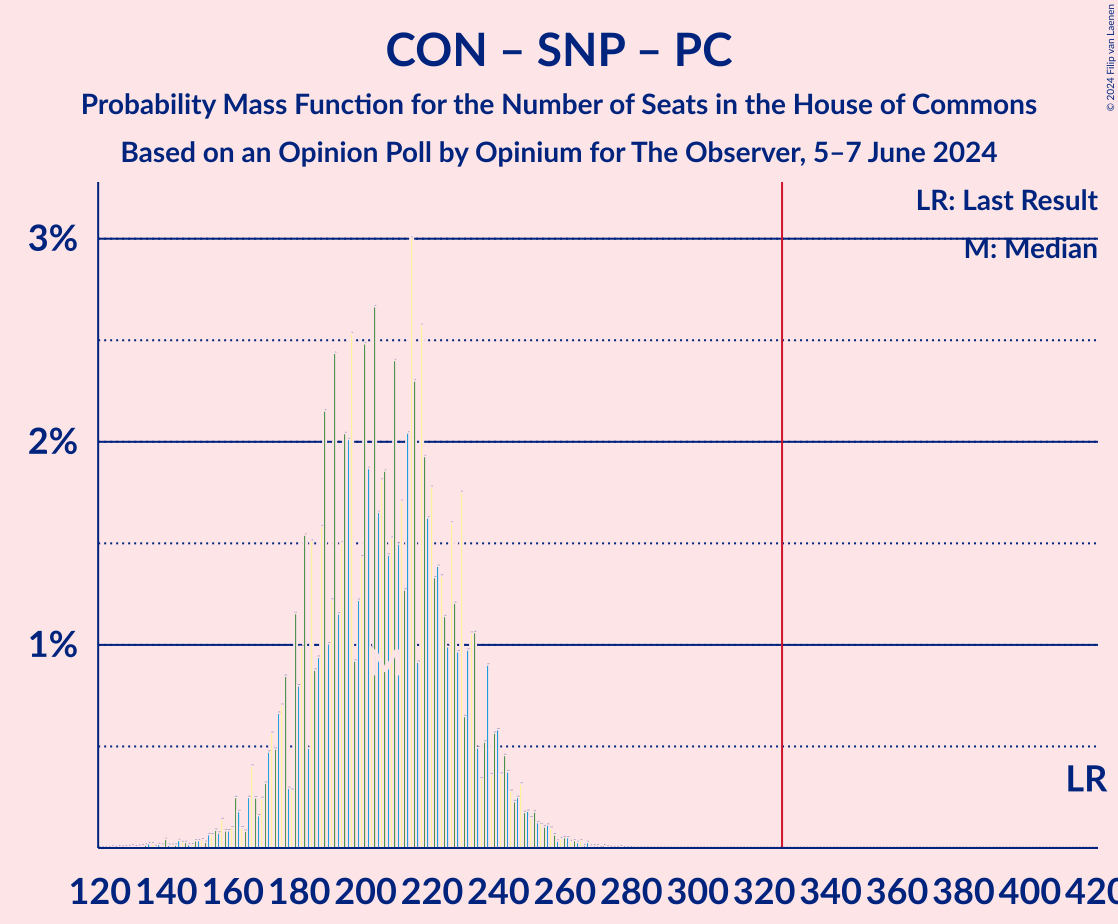 CON – SNP – PC
Probability Mass Function for the Number of Seats in the House of Commons
Based on an Opinion Poll by Opinium for The Observer, 5–7 June 2024
© 2024 Filip van Laenen
LR: Last Result
M: Median
3%
2%
1%
LR
120 140 160 180 200 220 240 260 280 300 320 340 360 380 400 420